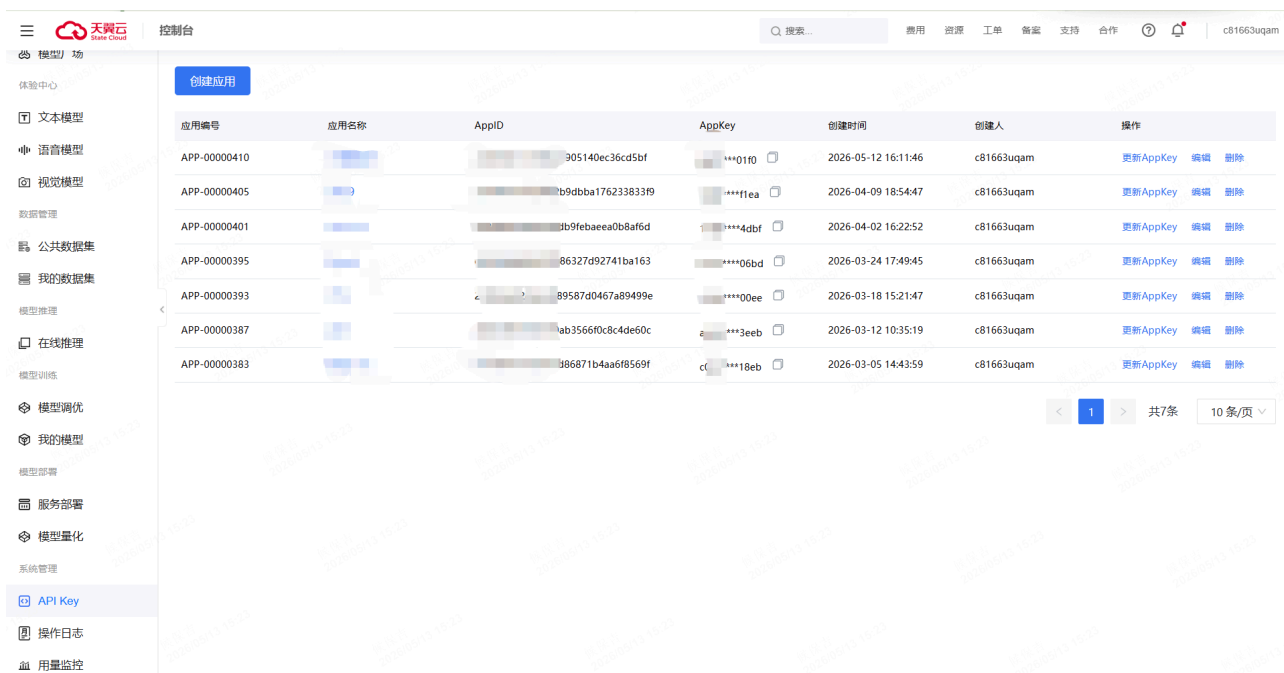 天翼云
State Cloud
控制台
搜索...
费用
资源
工单
备案
支持
合作
c81663uqam
模型广场
体验中心
文本模型
语音模型
视觉模型
数据管理
公共数据集
我的数据集
模型推理
在线推理
模型训练
模型调优
我的模型
模型部署
服务部署
模型量化
系统管理
API Key
操作日志
用量监控
创建应用
应用编号 应用名称 AppID AppKey 创建时间 创建人 操作
APP-00000410 905140ec36cd5bf ***01f0 2026-05-12 16:11:46 c81663uqam 更新AppKey 编辑 删除
APP-00000405 9 b9dbba176233833f9 ****f1ea 2026-04-09 18:54:47 c81663uqam 更新AppKey 编辑 删除
APP-00000401 db9febaeea0b8af6d ***4dbf 2026-04-02 16:22:52 c81663uqam 更新AppKey 编辑 删除
APP-00000395 86327d92741ba163 ****06bd 2026-03-24 17:49:45 c81663uqam 更新AppKey 编辑 删除
APP-00000393 89587d0467a89499e ***00ee 2026-03-18 15:21:47 c81663uqam 更新AppKey 编辑 删除
APP-00000387 ab3566f0c8c4de60c ***3eeb 2026-03-12 10:35:19 c81663uqam 更新AppKey 编辑 删除
APP-00000383 d86871b4aa6f8569f ***18eb 2026-03-05 14:43:59 c81663uqam 更新AppKey 编辑 删除
1
共7条
10 条/页